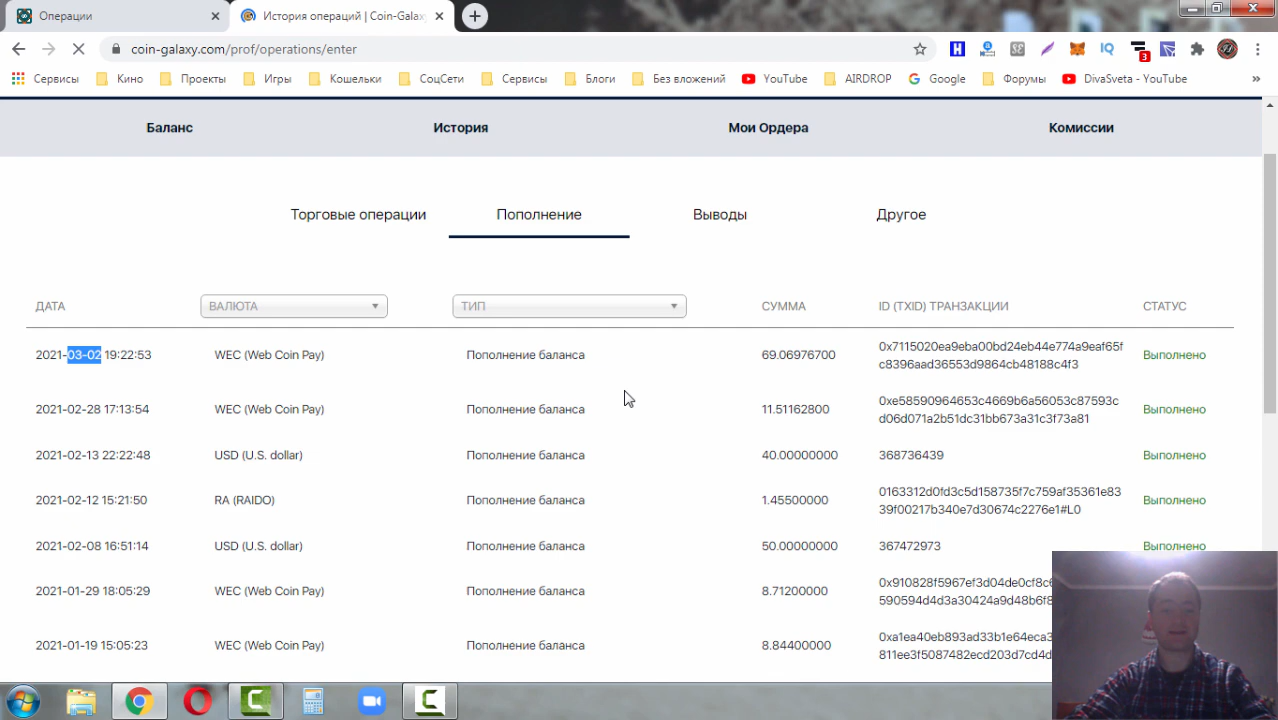 Операции
История операций | Coin-Galaxy
coin-galaxy.com/prof/operations/enter
3
Сервисы Кино Проекты Игры Кошельки СоцСети Сервисы Блоги Без вложений YouTube AIRDROP Google Форумы DivaSveta - YouTube »
Баланс История Мои Ордера Комиссии
Торговые операции Пополнение Выводы Другое
ДАТА ВАЛЮТА ТИП СУММА ID (TXID) ТРАНЗАКЦИИ СТАТУС
2021-03-02 19:22:53 WEC (Web Coin Pay) Пополнение баланса 69.06976700 0x7115020ea9eba00bd24eb44e774a9eaf65f
c8396aad36553d9864cb48188c4f3 Выполнено
2021-02-28 17:13:54 WEC (Web Coin Pay) Пополнение баланса 11.51162800 0xe58590964653c4669b6a56053c87593c
d06d071a2b51dc31bb673a31c3f73a81 Выполнено
2021-02-13 22:22:48 USD (U.S. dollar) Пополнение баланса 40.00000000 368736439 Выполнено
2021-02-12 15:21:50 RA (RAIDO) Пополнение баланса 1.45500000 0163312d0fd3c5d158735f7c759af35361e83
39f00217b340e7d30674c2276e1#L0 Выполнено
2021-02-08 16:51:14 USD (U.S. dollar) Пополнение баланса 50.00000000 367472973 Выполнено
2021-01-29 18:05:29 WEC (Web Coin Pay) Пополнение баланса 8.71200000 0x910828f5967ef3d04de0cf8c
590594d4d3a30424a9d48b6f8
2021-01-19 15:05:23 WEC (Web Coin Pay) Пополнение баланса 8.84400000 0xa1ea40eb893ad33b1e64eca3
811ee3f5087482ecd203d7cd4d